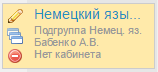 Немецкий язы...
Подгруппа Немец. яз.
Бабенко А.В.
Нет кабинета